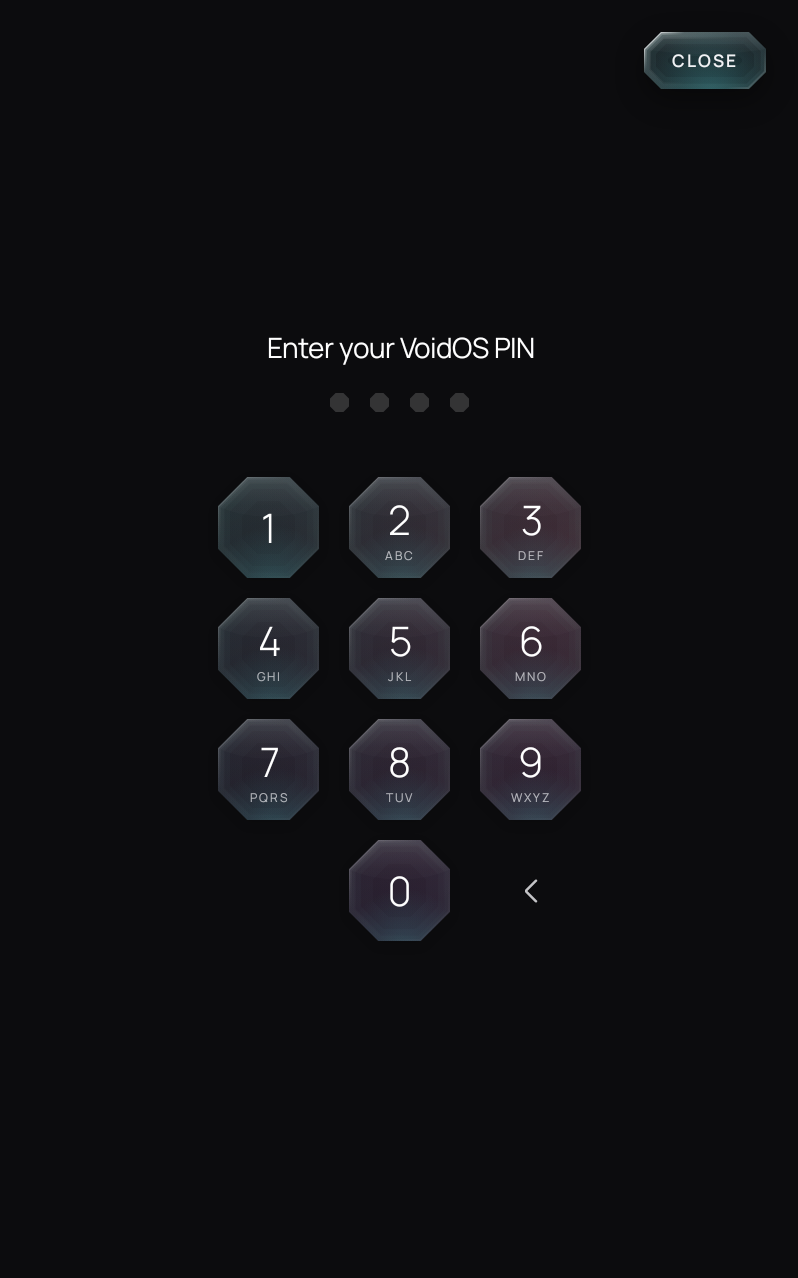 CLOSE
Enter your VoidOS PIN
1
2
ABC
3
DEF
4
GHI
5
JKL
6
MNO
7
PQRS
8
TUV
9
WXYZ
0